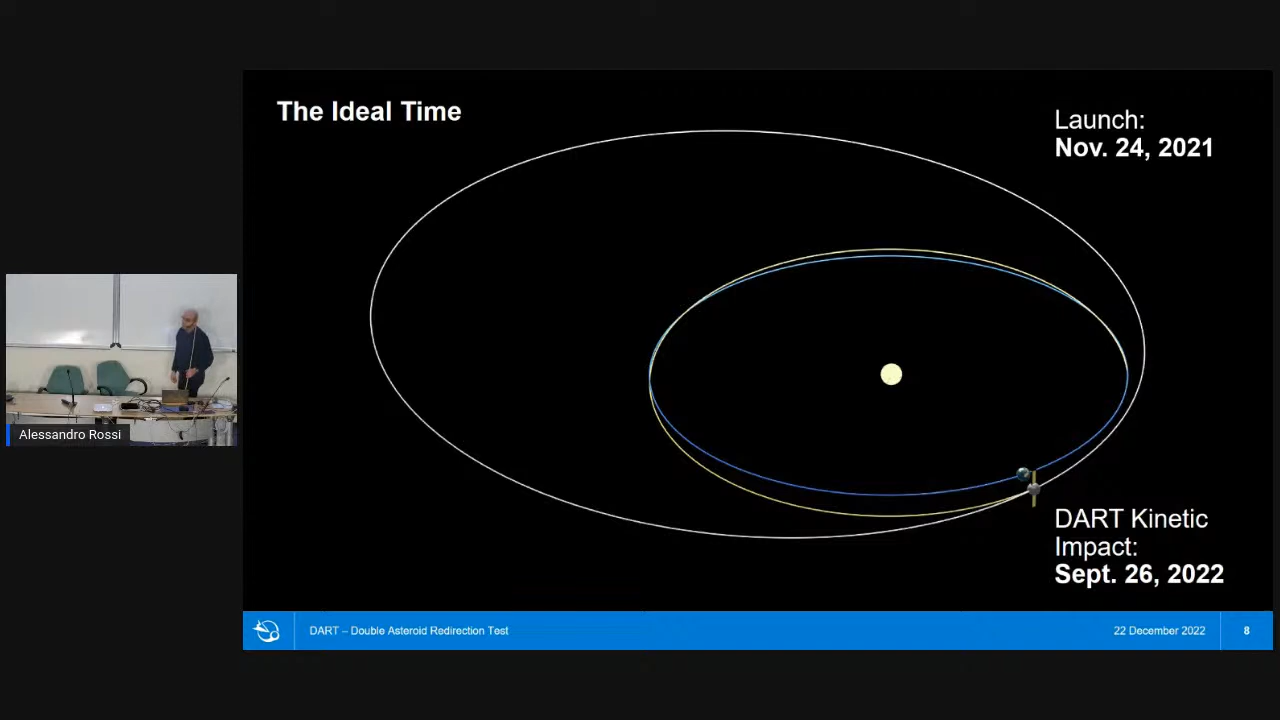 The Ideal Time
Launch:
Nov. 24, 2021
Alessandro Rossi
DART Kinetic
Impact:
Sept. 26, 2022
DART – Double Asteroid Redirection Test
22 December 2022
8